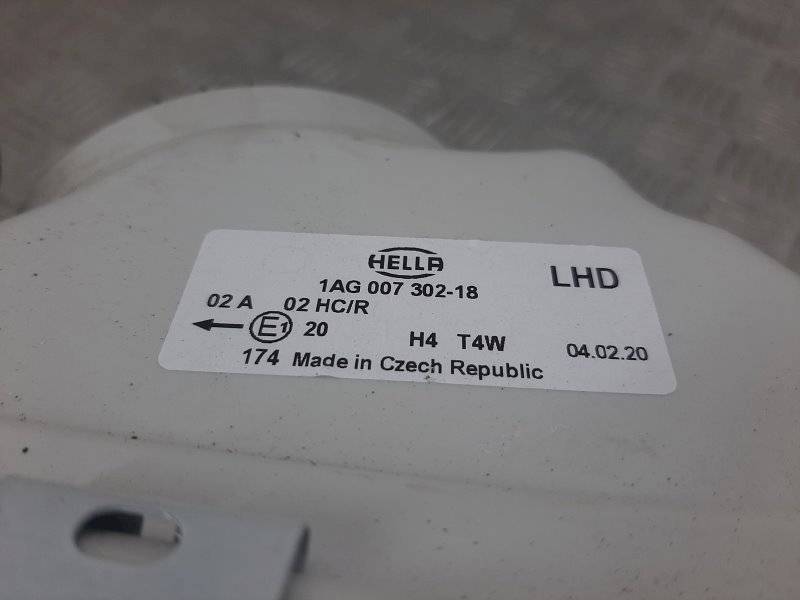 HELLA
1AG 007 302-18
LHD
02 A 02 HC/R
E1 20
H4 T4W
04.02.20
174 Made in Czech Republic